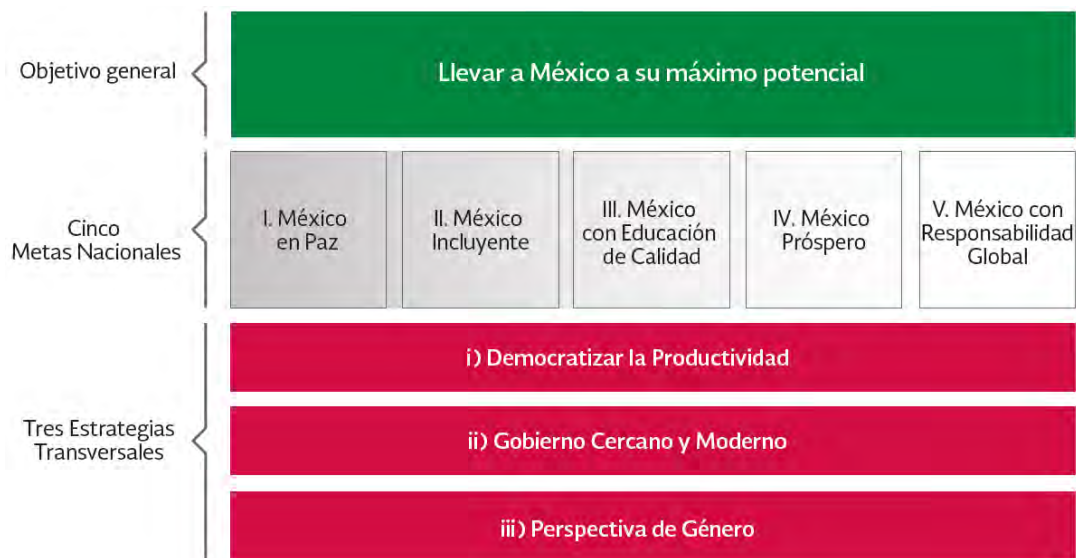 Objetivo general
Llevar a México a su máximo potencial
Cinco
Metas Nacionales
I. México
en Paz
II. México
Incluyente
III. México
con Educación
de Calidad
IV. México
Próspero
V. México con
Responsabilidad
Global
Tres Estrategias
Transversales
i) Democratizar la Productividad
ii) Gobierno Cercano y Moderno
iii) Perspectiva de Género